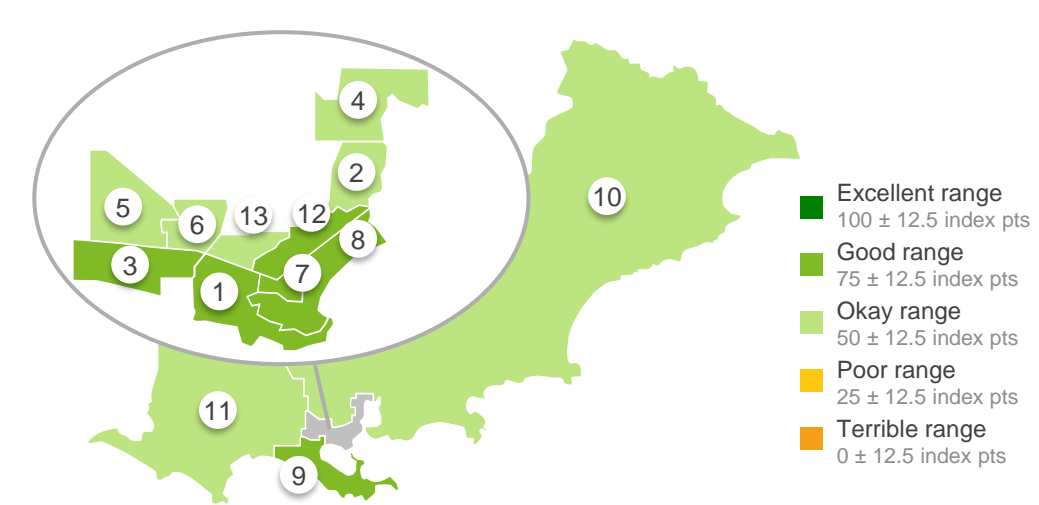 4
2
5
6
13
12
8
3
7
1
10
11
9
Excellent range
100 ± 12.5 index pts
Good range
75 ± 12.5 index pts
Okay range
50 ± 12.5 index pts
Poor range
25 ± 12.5 index pts
Terrible range
0 ± 12.5 index pts